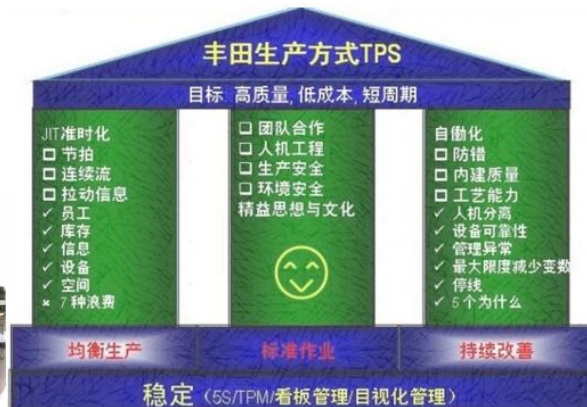 丰田生产方式TPS
目标: 高质量, 低成本, 短周期
JIT准时化
□ 节拍
□ 连续流
□ 拉动信息
✓ 员工
✓ 库存
✓ 信息
✓ 设备
✓ 空间
× 7 种浪费
□ 团队合作
□ 人机工程
□ 生产安全
□ 环境安全
精益思想与文化
自働化
□ 防错
□ 内建质量
□ 工艺能力
✓ 人机分离
✓ 设备可靠性
✓ 管理异常
✓ 最大限度减少变数
✓ 停线
✓ 5 个为什么
均衡生产
标准作业
持续改善
稳定（5S/TPM/看板管理/目视化管理）